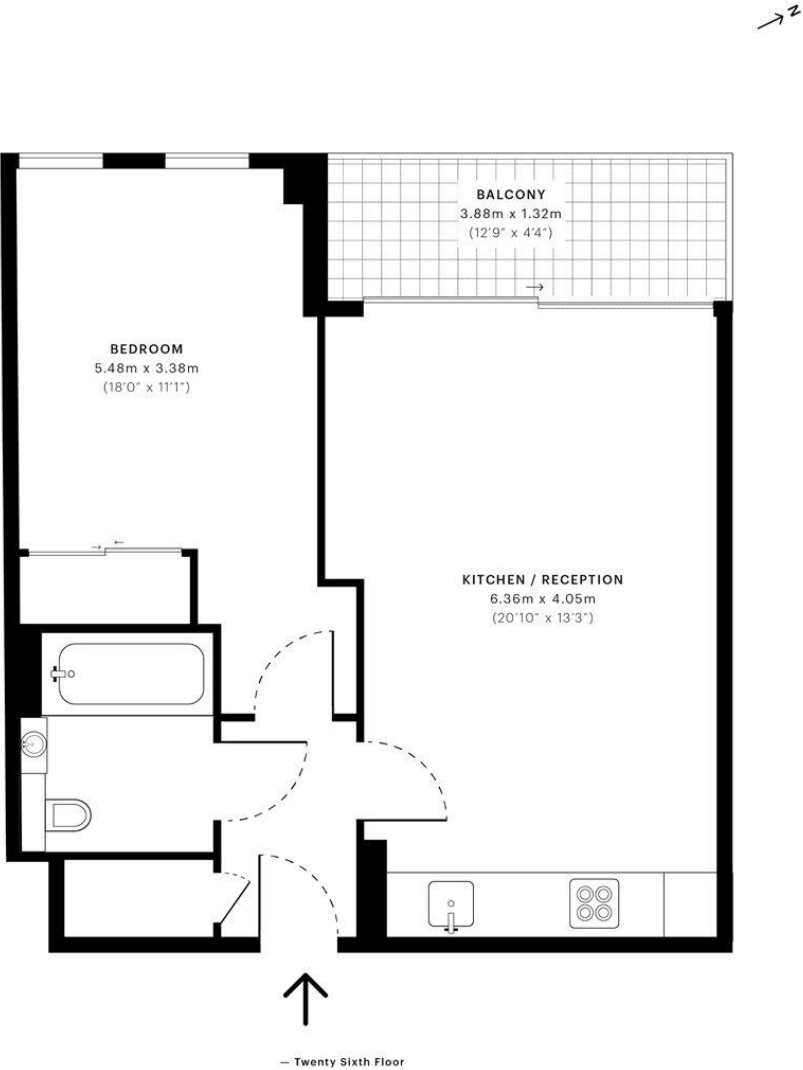 N
BALCONY
3.88m x 1.32m
(12'9" x 4'4")
BEDROOM
5.48m x 3.38m
(18'0" x 11'1")
KITCHEN / RECEPTION
6.36m x 4.05m
(20'10" x 13'3")
— Twenty Sixth Floor